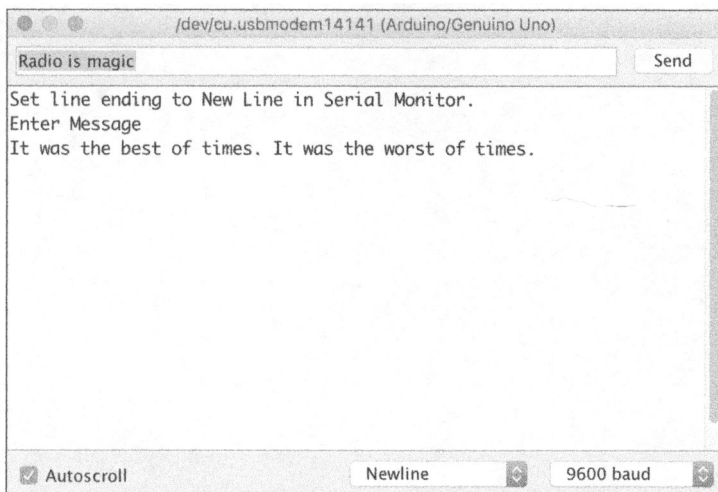 /dev/cu.usbmodem14141 (Arduino/Genuino Uno)
Radio is magic
Send
Set line ending to New Line in Serial Monitor.
Enter Message
It was the best of times. It was the worst of times.
Autoscroll
Newline
9600 baud